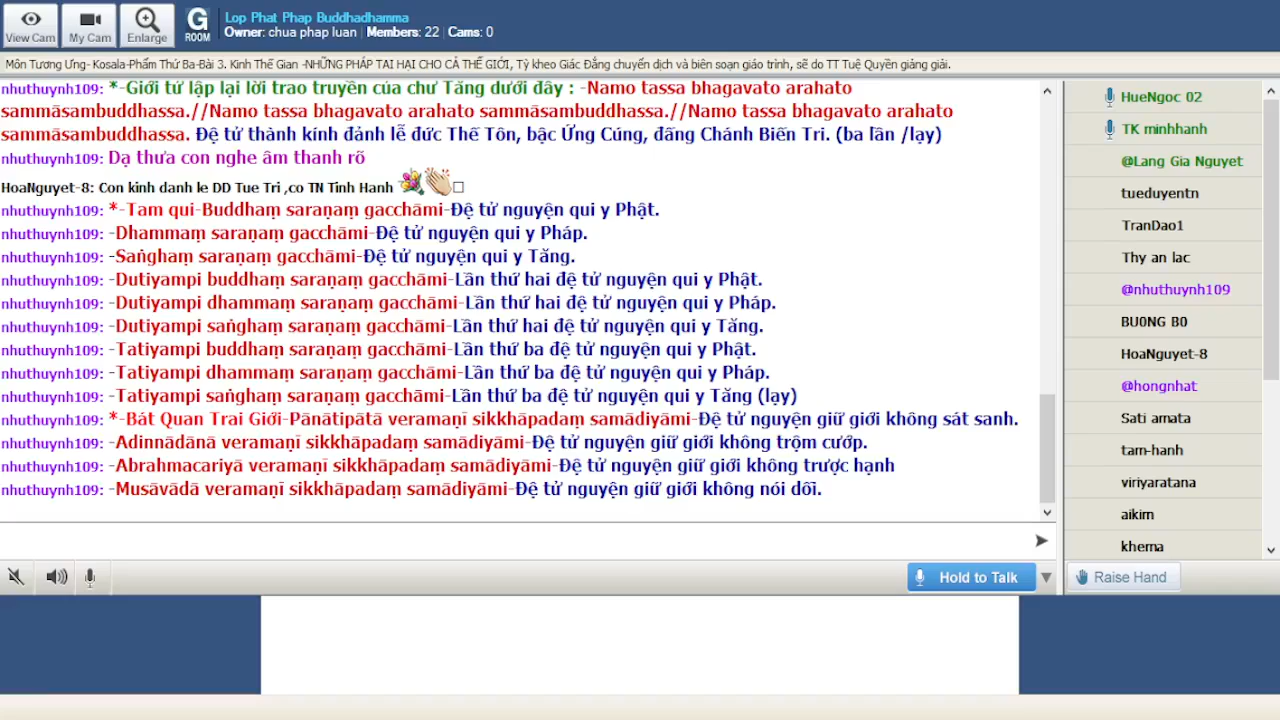 View Cam
My Cam
Enlarge
G ROOM
Lop Phat Phap Buddhadhamma
Owner: chua phap luan Members: 22 Cams: 0
Môn Tương Ưng- Kosala-Phẩm Thứ Ba-Bài 3. Kinh Thế Gian -NHỮNG PHÁP TAI HẠI CHO CẢ THẾ GIỚI, Tỳ kheo Giác Đẳng chuyển dịch và biên soạn giáo trình, sẽ do TT Tuệ Quyền giảng giải.
nhuthuynh109: *-Giới tử lập lại lời trao truyền của chư Tăng dưới đây : -Namo tassa bhagavato arahato
sammāsambuddhassa.//Namo tassa bhagavato arahato sammāsambuddhassa.//Namo tassa bhagavato arahato
sammāsambuddhassa. Đệ tử thành kính đảnh lễ đức Thế Tôn, bậc Ứng Cúng, đấng Chánh Biến Tri. (ba lần /lạy)
nhuthuynh109: Dạ thưa con nghe âm thanh rõ
HoaNguyet-8: Con kinh danh le DD Tue Tri ,co TN Tinh Hanh
nhuthuynh109: *-Tam qui-Buddhaṃ saraṇaṃ gacchāmi-Đệ tử nguyện qui y Phật.
nhuthuynh109: -Dhammaṃ saraṇaṃ gacchāmi-Đệ tử nguyện qui y Pháp.
nhuthuynh109: -Saṅghaṃ saraṇaṃ gacchāmi-Đệ tử nguyện qui y Tăng.
nhuthuynh109: -Dutiyampi buddhaṃ saraṇaṃ gacchāmi-Lần thứ hai đệ tử nguyện qui y Phật.
nhuthuynh109: -Dutiyampi dhammaṃ saraṇaṃ gacchāmi-Lần thứ hai đệ tử nguyện qui y Pháp.
nhuthuynh109: -Dutiyampi saṅghaṃ saraṇaṃ gacchāmi-Lần thứ hai đệ tử nguyện qui y Tăng.
nhuthuynh109: -Tatiyampi buddhaṃ saraṇaṃ gacchāmi-Lần thứ ba đệ tử nguyện qui y Phật.
nhuthuynh109: -Tatiyampi dhammaṃ saraṇaṃ gacchāmi-Lần thứ ba đệ tử nguyện qui y Pháp.
nhuthuynh109: -Tatiyampi saṅghaṃ saraṇaṃ gacchāmi-Lần thứ ba đệ tử nguyện qui y Tăng (lạy)
nhuthuynh109: *-Bát Quan Trai Giới-Pānātipātā veramaṇī sikkhāpadaṃ samādiyāmi-Đệ tử nguyện giữ giới không sát sanh.
nhuthuynh109: -Adinnādānā veramaṇī sikkhāpadaṃ samādiyāmi-Đệ tử nguyện giữ giới không trộm cướp.
nhuthuynh109: -Abrahmacariyā veramaṇī sikkhāpadaṃ samādiyāmi-Đệ tử nguyện giữ giới không trược hạnh
nhuthuynh109: -Musāvādā veramaṇī sikkhāpadaṃ samādiyāmi-Đệ tử nguyện giữ giới không nói dối.
Hold to Talk
HueNgoc 02
TK minhhanh
@Lang Gia Nguyet
tueduyentn
TranDao1
Thy an lac
@nhuthuynh109
BU0NG B0
HoaNguyet-8
@hongnhat
Sati amata
tam-hanh
viriyaratana
aikim
khema
Raise Hand